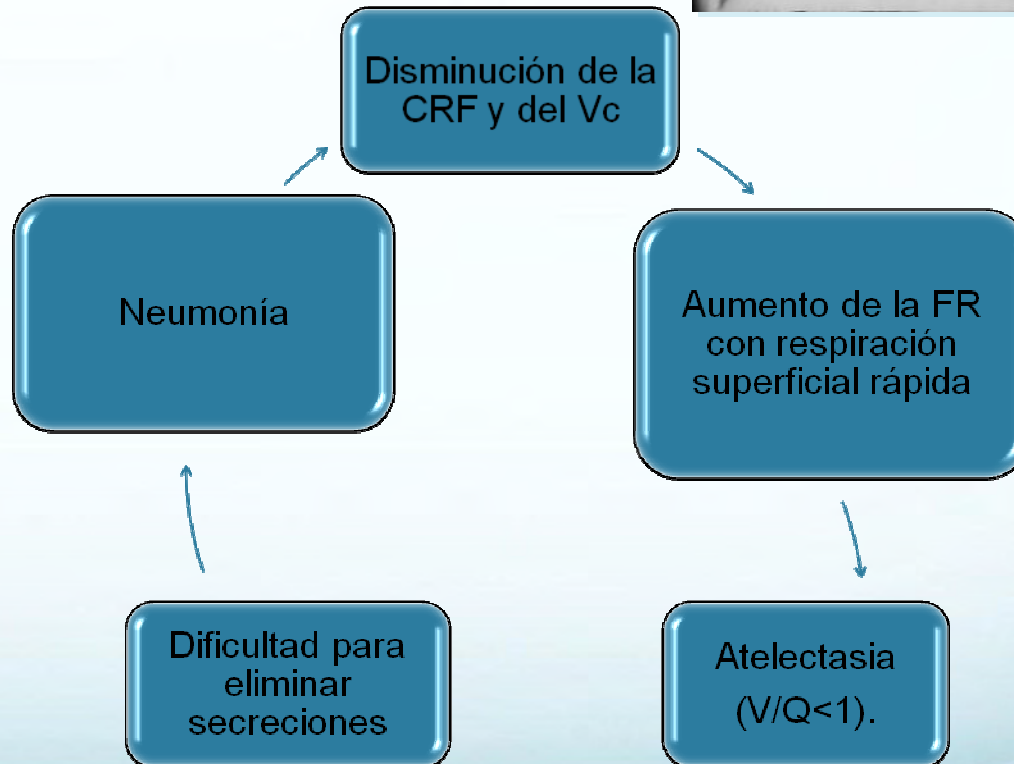 Disminución de la
CRF y del Vc
Aumento de la FR
con respiración
superficial rápida
Atelectasia
(V/Q<1).
Dificultad para
eliminar
secreciones
Neumonía